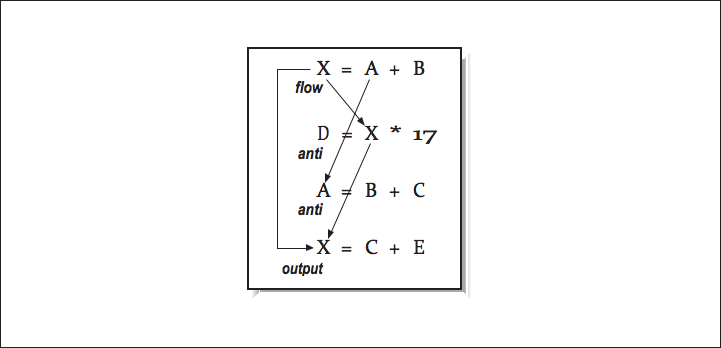 X = A + B
flow
D = X * 17
anti
A = B + C
anti
X = C + E
output